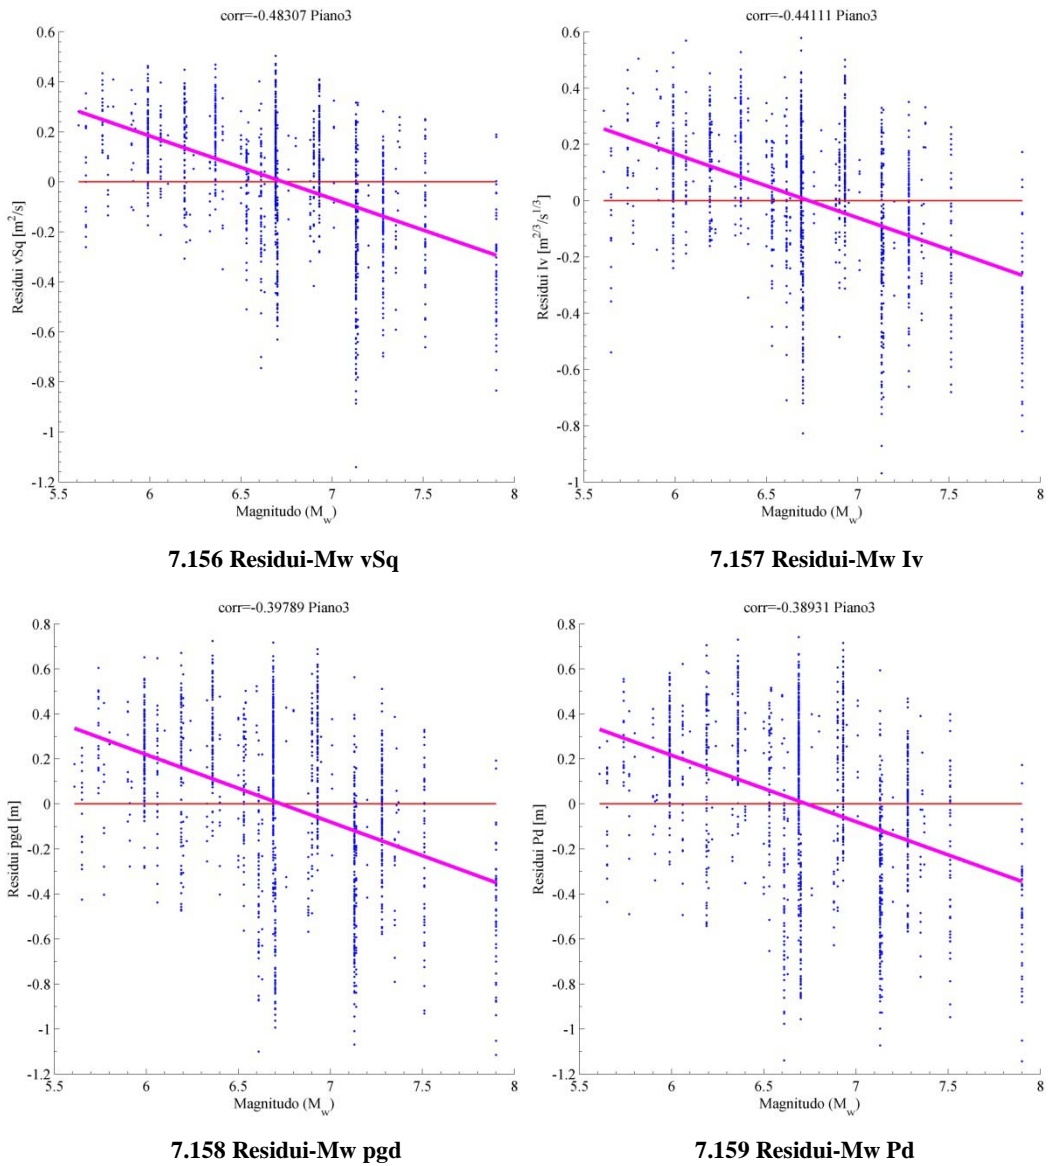 corr=-0.48307 Piano3
0.6
0.4
0.2
0
-0.2
-0.4
-0.6
-0.8
-1
-1.2
Residui vSq [m²/s]
5.5 6 6.5 7 7.5 8
Magnitudo (M_w)
7.156 Residui-Mw vSq
corr=-0.44111 Piano3
0.6
0.4
0.2
0
-0.2
-0.4
-0.6
-0.8
-1
Residui Iv [m^2/3/s^1/3]
5.5 6 6.5 7 7.5 8
Magnitudo (M_w)
7.157 Residui-Mw Iv
corr=-0.39789 Piano3
0.8
0.6
0.4
0.2
0
-0.2
-0.4
-0.6
-0.8
-1
-1.2
Residui pgd [m]
5.5 6 6.5 7 7.5 8
Magnitudo (M_w)
7.158 Residui-Mw pgd
corr=-0.38931 Piano3
0.8
0.6
0.4
0.2
0
-0.2
-0.4
-0.6
-0.8
-1
-1.2
Residui Pd [m]
5.5 6 6.5 7 7.5 8
Magnitudo (M_w)
7.159 Residui-Mw Pd